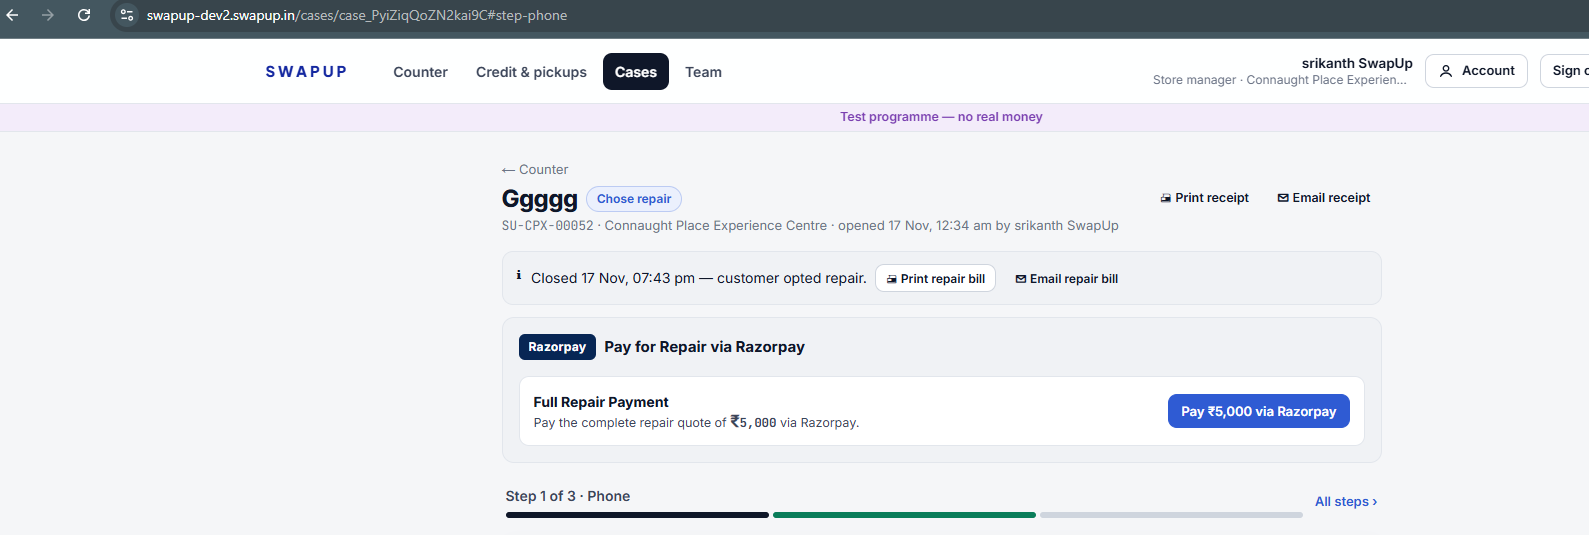 swapup-dev2.swapup.in/cases/case_PyiZiqQoZN2kai9C#step-phone
SWAPUP Counter Credit & pickups Cases Team srikanth SwapUp Account Sign
Store manager · Connaught Place Experien...
Test programme — no real money
← Counter
Ggggg Chose repair Print receipt Email receipt
SU-CPX-00052 · Connaught Place Experience Centre · opened 17 Nov, 12:34 am by srikanth SwapUp
Closed 17 Nov, 07:43 pm — customer opted repair. Print repair bill Email repair bill
Razorpay Pay for Repair via Razorpay
Full Repair Payment
Pay the complete repair quote of ₹5,000 via Razorpay.
Pay ₹5,000 via Razorpay
Step 1 of 3 · Phone
All steps ›